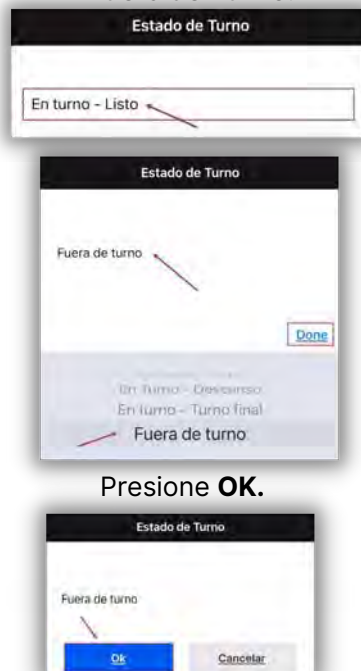 Estado de Turno
En turno - Listo
Estado de Turno
Fuera de turno
Done
En Turno - Descanso
En turno - Turno final
Fuera de turno
Presione OK.
Estado de Turno
Fuera de turno
Ok
Cancelar